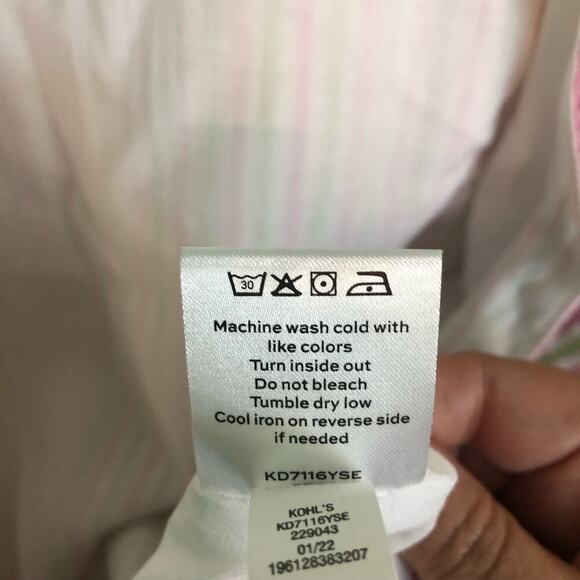 30
Machine wash cold with
like colors
Turn inside out
Do not bleach
Tumble dry low
Cool iron on reverse side
if needed
KD7116YSE
KOHL'S
KD7116YSE
229043
01/22
196128383207